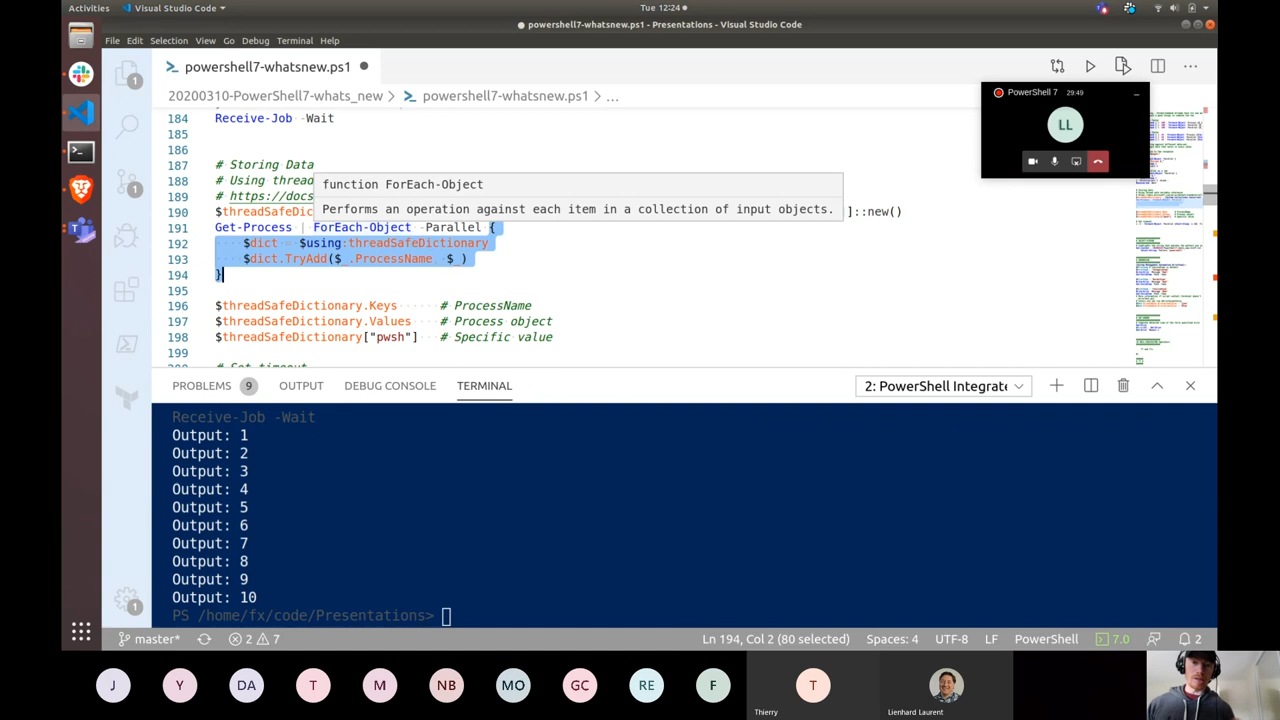 Activities
Visual Studio Code
Tue 12:24
powershell7-whatsnew.ps1 - Presentations - Visual Studio Code
File Edit Selection View Go Debug Terminal Help
powershell7-whatsnew.ps1
20200310-PowerShell7-whats_new > powershell7-whatsnew.ps1 > ...
PowerShell 7 29:49
LL
184 Receive-Job -Wait
185
186
187 # Storing Data
188 # Using threa
189 # https://docs
190 $threadSafeDic ]::new()
191 Get-Process | ForEach-Object -Parallel
function ForEach-Object
Performs an operation against each item in a collection of input objects.
192 $dict = $using:threadSafeDictionary
193 $dict.TryAdd($_.ProcessName, $_)
194 }
195
196 $threadSafeDictionary.Keys # ProcessName
197 $threadSafeDictionary.Values # Process object
198 $threadSafeDictionary["pwsh"] # Specific value
199
# Set timeout
PROBLEMS 9 OUTPUT DEBUG CONSOLE TERMINAL
2: PowerShell Integrate
Receive-Job -Wait
Output: 1
Output: 2
Output: 3
Output: 4
Output: 5
Output: 6
Output: 7
Output: 8
Output: 9
Output: 10
PS /home/fx/code/Presentations>
master* 2 7 Ln 194, Col 2 (80 selected) Spaces: 4 UTF-8 LF PowerShell 7.0 2
J Y DA T M NB MO GC RE F T
Thierry
Lienhard Laurent